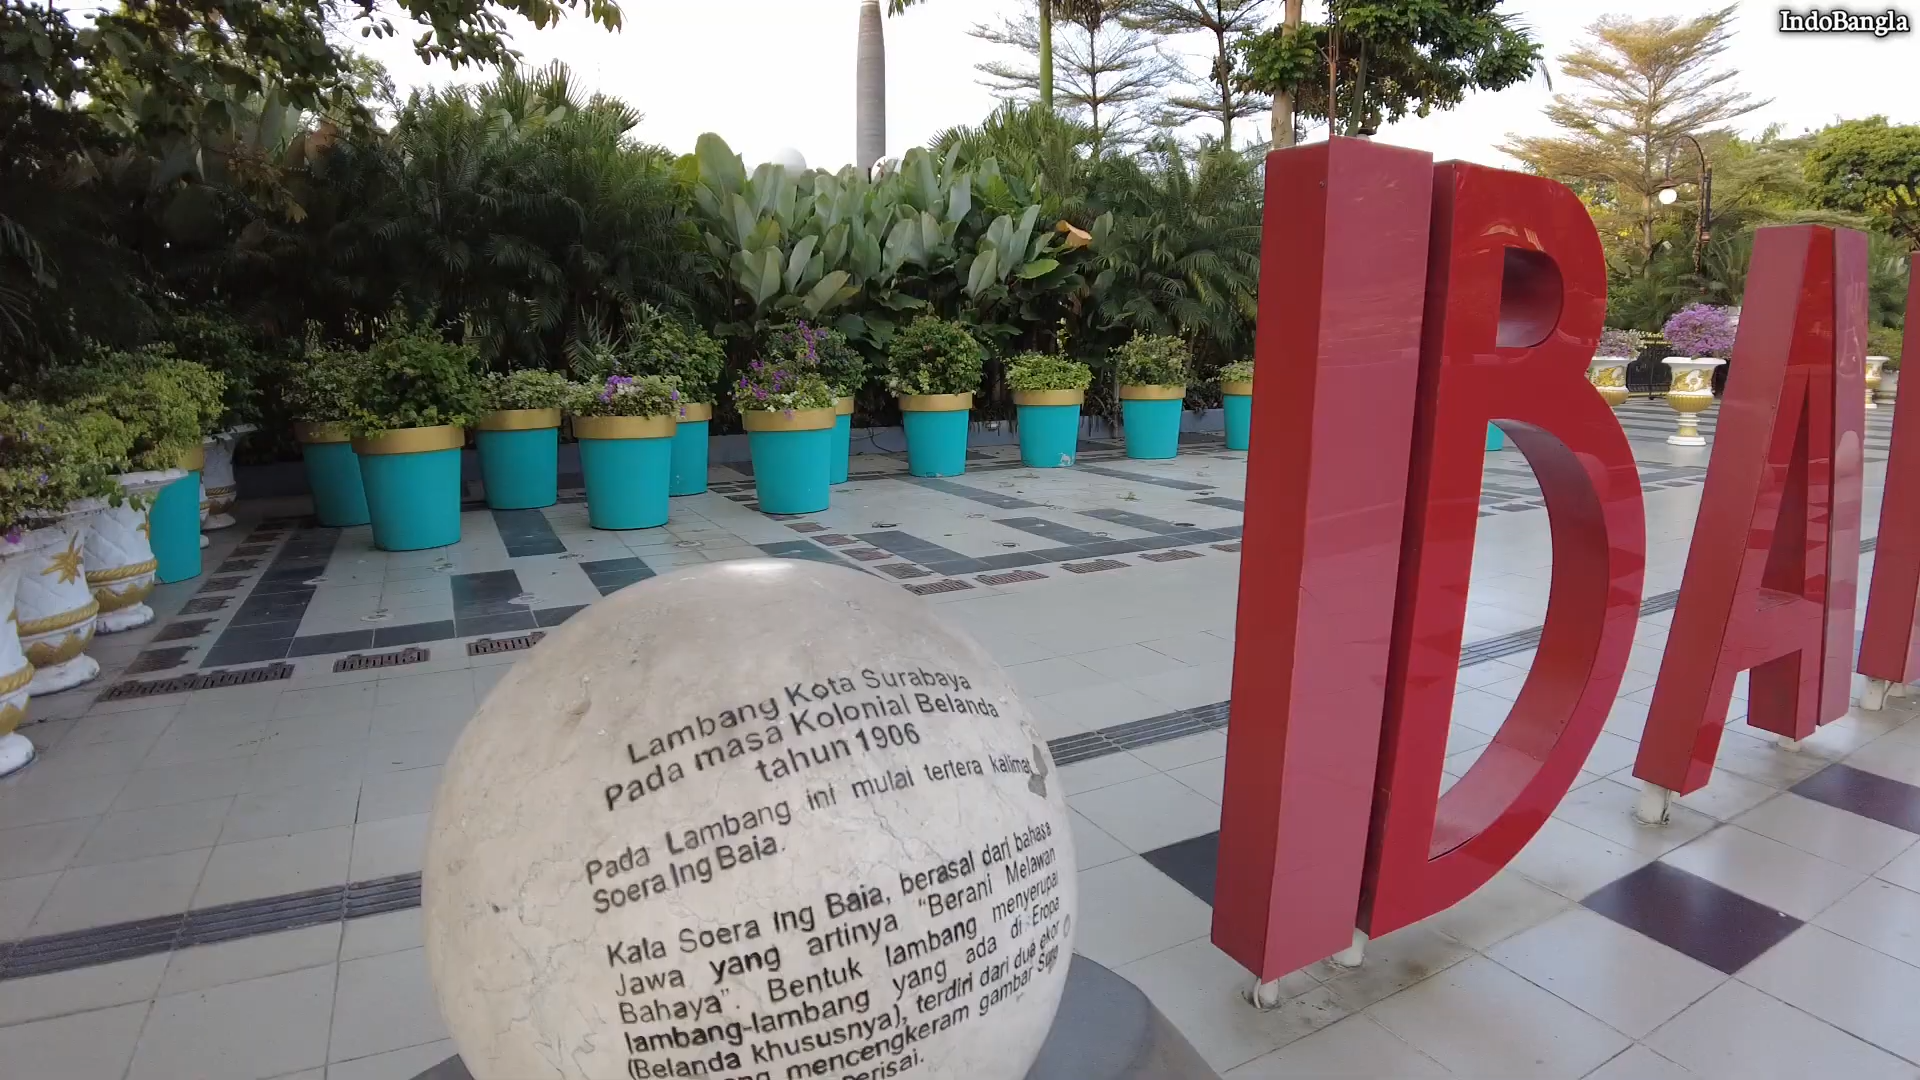 IndoBangla
BA
Lambang Kota Surabaya
Pada masa Kolonial Belanda
tahun 1906
Pada Lambang ini mulai tertera kalimat
Soera Ing Baia.
Kala Soera Ing Baia, berasal dari bahasa
Jawa yang artinya "Berani Melawan
Bahaya". Bentuk lambang menyerupai
lambang-lambang yang ada di Eropa
(Belanda khususnya), terdiri dari dua ekor
mencengkeram gambar
perisai.